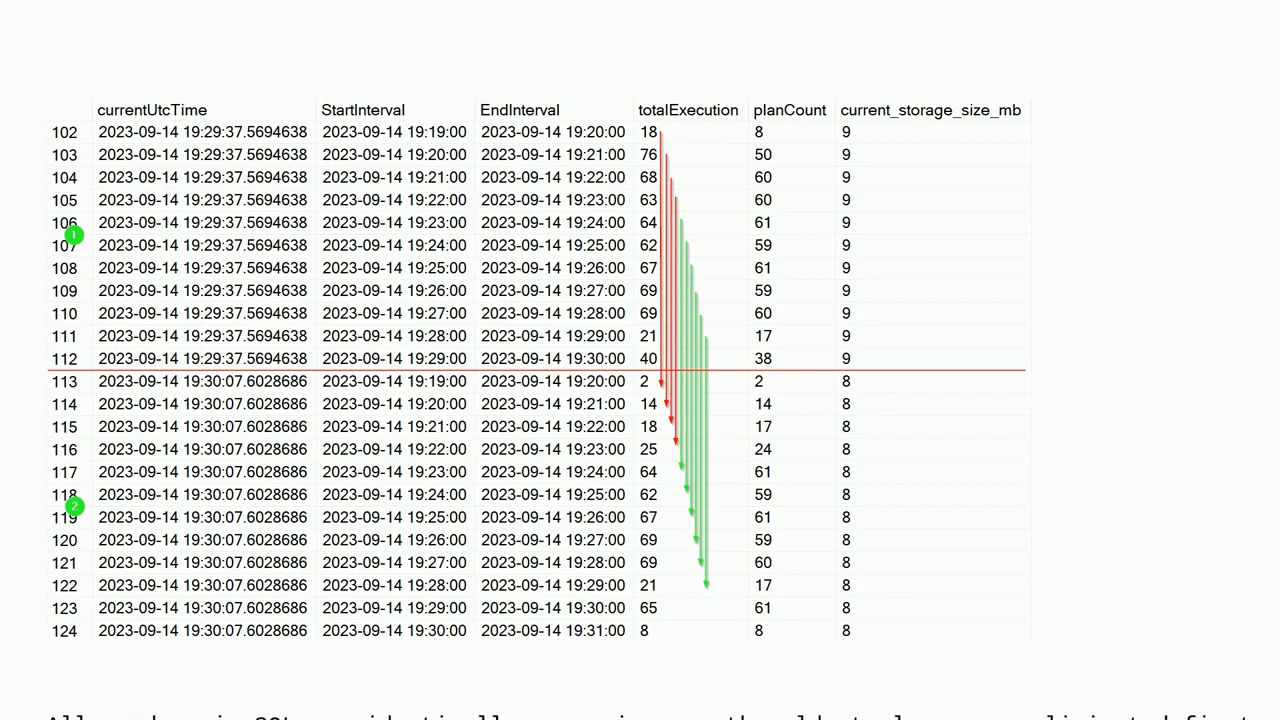 currentUtcTime StartInterval EndInterval totalExecution planCount current_storage_size_mb
102 2023-09-14 19:29:37.5694638 2023-09-14 19:19:00 2023-09-14 19:20:00 18 8 9
103 2023-09-14 19:29:37.5694638 2023-09-14 19:20:00 2023-09-14 19:21:00 76 50 9
104 2023-09-14 19:29:37.5694638 2023-09-14 19:21:00 2023-09-14 19:22:00 68 60 9
105 2023-09-14 19:29:37.5694638 2023-09-14 19:22:00 2023-09-14 19:23:00 63 60 9
106 2023-09-14 19:29:37.5694638 2023-09-14 19:23:00 2023-09-14 19:24:00 64 61 9
1
107 2023-09-14 19:29:37.5694638 2023-09-14 19:24:00 2023-09-14 19:25:00 62 59 9
108 2023-09-14 19:29:37.5694638 2023-09-14 19:25:00 2023-09-14 19:26:00 67 61 9
109 2023-09-14 19:29:37.5694638 2023-09-14 19:26:00 2023-09-14 19:27:00 69 59 9
110 2023-09-14 19:29:37.5694638 2023-09-14 19:27:00 2023-09-14 19:28:00 69 60 9
111 2023-09-14 19:29:37.5694638 2023-09-14 19:28:00 2023-09-14 19:29:00 21 17 9
112 2023-09-14 19:29:37.5694638 2023-09-14 19:29:00 2023-09-14 19:30:00 40 38 9
113 2023-09-14 19:30:07.6028686 2023-09-14 19:19:00 2023-09-14 19:20:00 2 2 8
114 2023-09-14 19:30:07.6028686 2023-09-14 19:20:00 2023-09-14 19:21:00 14 14 8
115 2023-09-14 19:30:07.6028686 2023-09-14 19:21:00 2023-09-14 19:22:00 18 17 8
116 2023-09-14 19:30:07.6028686 2023-09-14 19:22:00 2023-09-14 19:23:00 25 24 8
117 2023-09-14 19:30:07.6028686 2023-09-14 19:23:00 2023-09-14 19:24:00 64 61 8
118 2023-09-14 19:30:07.6028686 2023-09-14 19:24:00 2023-09-14 19:25:00 62 59 8
2
119 2023-09-14 19:30:07.6028686 2023-09-14 19:25:00 2023-09-14 19:26:00 67 61 8
120 2023-09-14 19:30:07.6028686 2023-09-14 19:26:00 2023-09-14 19:27:00 69 59 8
121 2023-09-14 19:30:07.6028686 2023-09-14 19:27:00 2023-09-14 19:28:00 69 60 8
122 2023-09-14 19:30:07.6028686 2023-09-14 19:28:00 2023-09-14 19:29:00 21 17 8
123 2023-09-14 19:30:07.6028686 2023-09-14 19:29:00 2023-09-14 19:30:00 65 61 8
124 2023-09-14 19:30:07.6028686 2023-09-14 19:30:00 2023-09-14 19:31:00 8 8 8